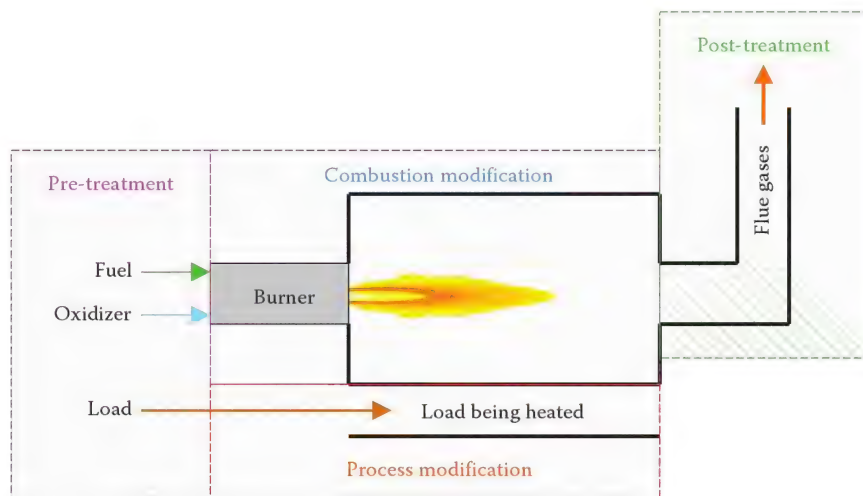 Post-treatment
Flue gases
Pre-treatment
Combustion modification
Fuel
Burner
Oxidizer
Load
Load being heated
Process modification